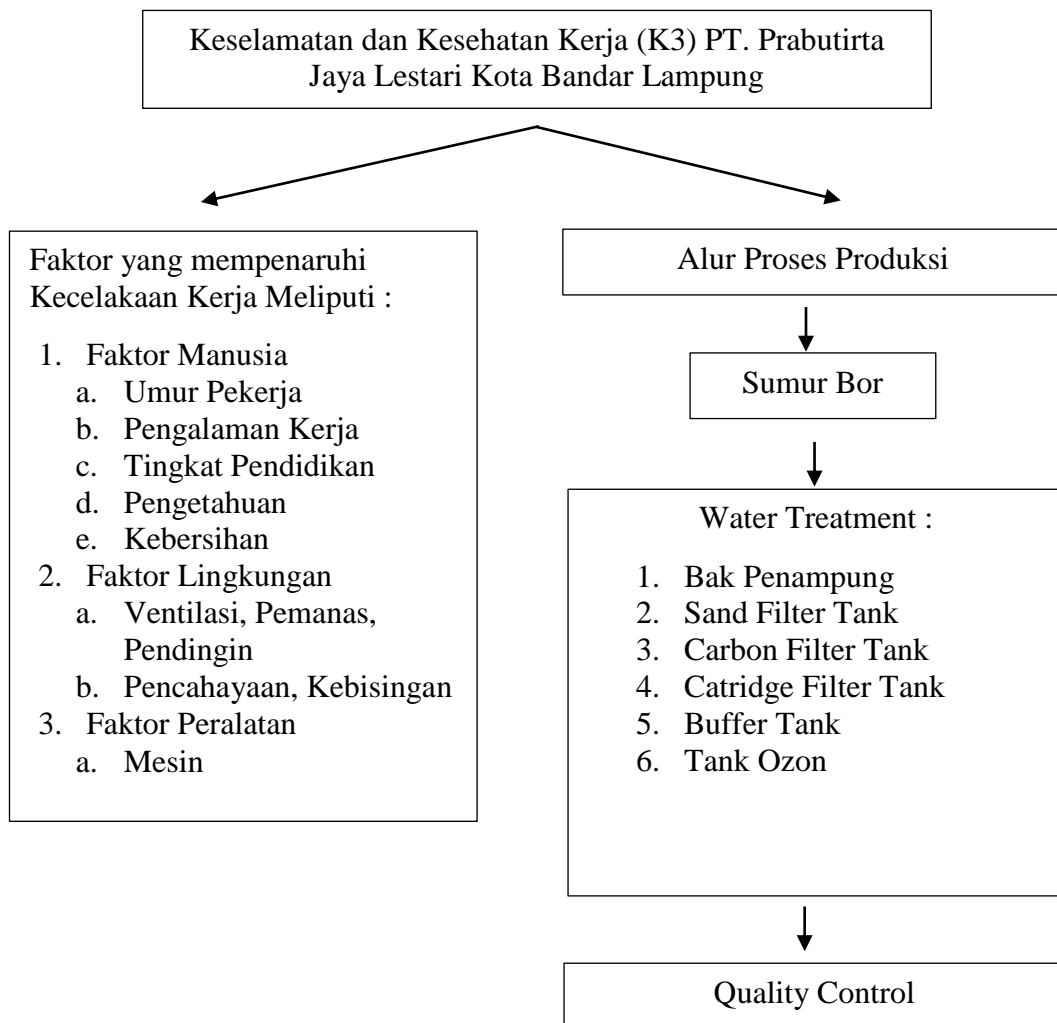 Keselamatan dan Kesehatan Kerja (K3) PT. Prabutirta
Jaya Lestari Kota Bandar Lampung
Faktor yang mempenaruhi
Kecelakaan Kerja Meliputi :
1. Faktor Manusia
a. Umur Pekerja
b. Pengalaman Kerja
c. Tingkat Pendidikan
d. Pengetahuan
e. Kebersihan
2. Faktor Lingkungan
a. Ventilasi, Pemanas,
Pendingin
b. Pencahayaan, Kebisingan
3. Faktor Peralatan
a. Mesin
Alur Proses Produksi
Sumur Bor
Water Treatment :
1. Bak Penampung
2. Sand Filter Tank
3. Carbon Filter Tank
4. Catridge Filter Tank
5. Buffer Tank
6. Tank Ozon
Quality Control